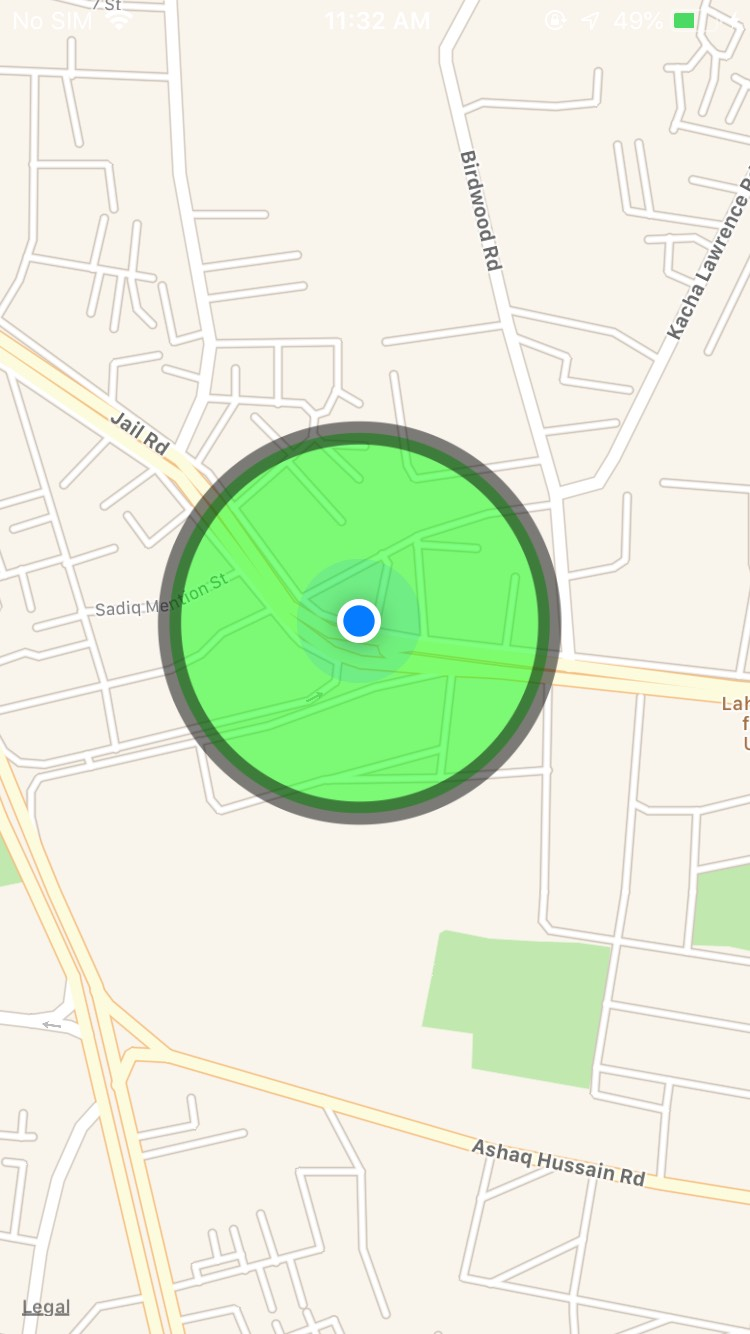 7 St
No SIM 11:32 AM 49%
Birdwood Rd
Kacha Lawrence
Jail Rd
Sadiq Mention St
Lah
f
U
Ashaq Hussain Rd
Legal